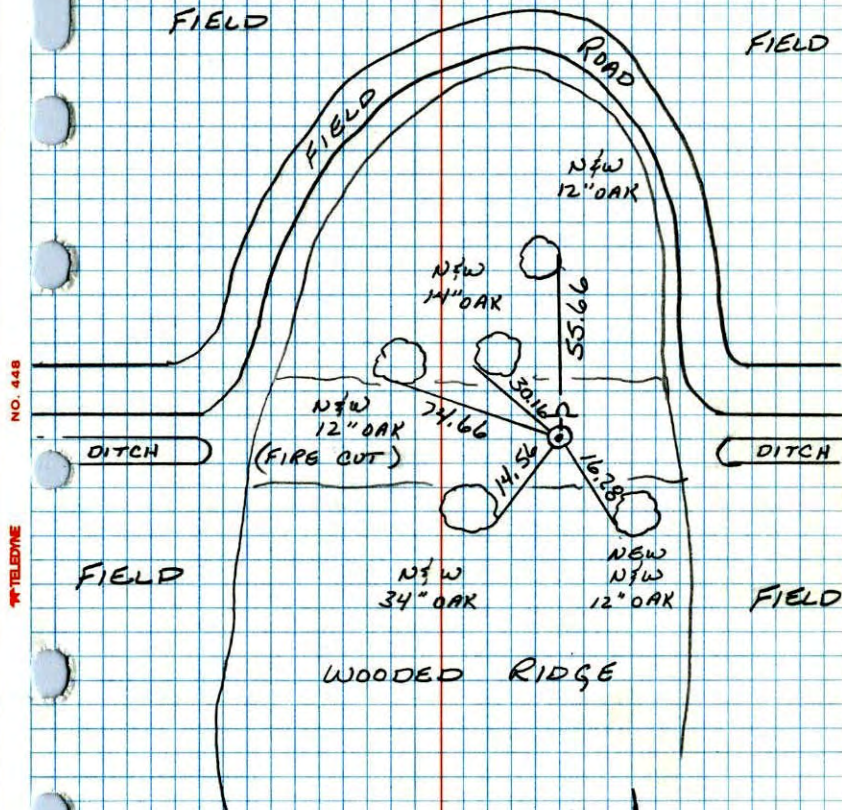 FIELD
FIELD
FIELD ROAD
N&W
12" OAK
N&W
14" OAK
55.66
30.16
N&W
12" OAK
(FIRE CUT)
74.66
DITCH
DITCH
14.56
16.28
NO. 448
TELEDYNE
FIELD
N&W
34" OAK
NEW
N&W
12" OAK
FIELD
WOODED RIDGE